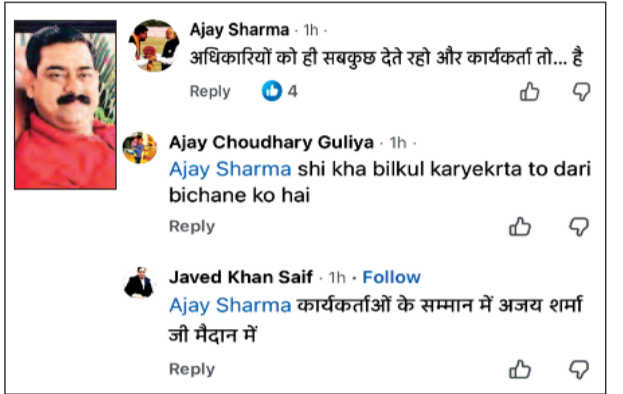 Ajay Sharma · 1h ·
अधिकारियों को ही सबकुछ देते रहो और कार्यकर्ता तो... है
Reply 4
Ajay Choudhary Guliya · 1h ·
Ajay Sharma shi kha bilkul karyekrta to dari
bichane ko hai
Reply
Javed Khan Saif · 1h · Follow
Ajay Sharma कार्यकर्ताओं के सम्मान में अजय शर्मा
जी मैदान में
Reply